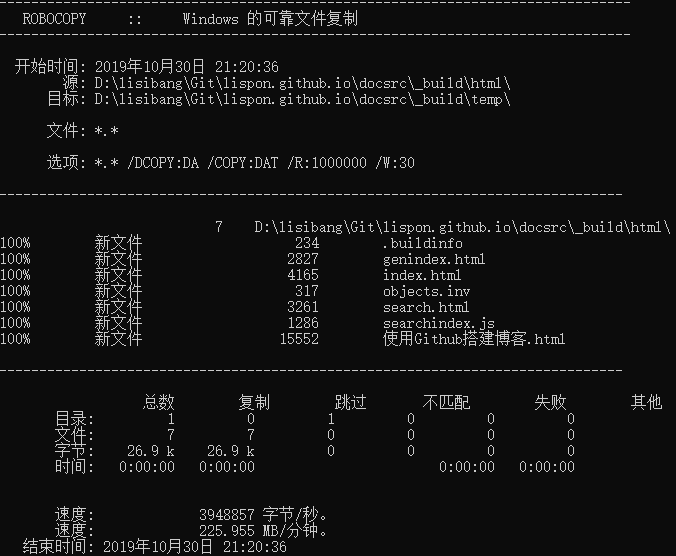 -------------------------------------------------------------------------------
ROBOCOPY :: Windows 的可靠文件复制
-------------------------------------------------------------------------------
开始时间: 2019年10月30日 21:20:36
源: D:\lisibang\Git\lispon.github.io\docsrc\_build\html\
目标: D:\lisibang\Git\lispon.github.io\docsrc\_build\temp\
文件: *.*
选项: *.* /DCOPY:DA /COPY:DAT /R:1000000 /W:30
------------------------------------------------------------------------------
7 D:\lisibang\Git\lispon.github.io\docsrc\_build\html\
100% 新文件 234 .buildinfo
100% 新文件 2827 genindex.html
100% 新文件 4165 index.html
100% 新文件 317 objects.inv
100% 新文件 3261 search.html
100% 新文件 1286 searchindex.js
100% 新文件 15552 使用Github搭建博客.html
------------------------------------------------------------------------------
总数 复制 跳过 不匹配 失败 其他
目录: 1 0 1 0 0 0
文件: 7 7 0 0 0 0
字节: 26.9 k 26.9 k 0 0 0 0
时间: 0:00:00 0:00:00 0:00:00 0:00:00
速度: 3948857 字节/秒。
速度: 225.955 MB/分钟。
结束时间: 2019年10月30日 21:20:36